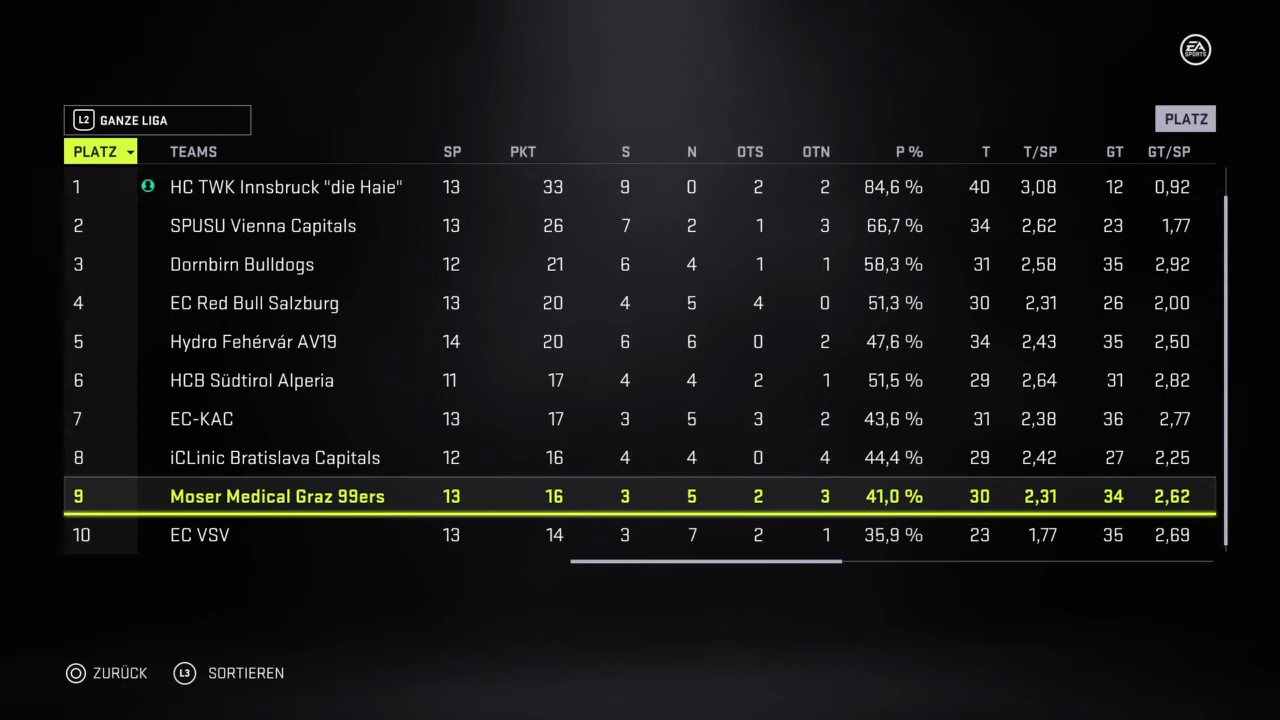 EA SPORTS
L2 GANZE LIGA
PLATZ
PLATZ TEAMS SP PKT S N OTS OTN P % T T/SP GT GT/SP
1 HC TWK Innsbruck "die Haie" 13 33 9 0 2 2 84,6 % 40 3,08 12 0,92
2 SPUSU Vienna Capitals 13 26 7 2 1 3 66,7 % 34 2,62 23 1,77
3 Dornbirn Bulldogs 12 21 6 4 1 1 58,3 % 31 2,58 35 2,92
4 EC Red Bull Salzburg 13 20 4 5 4 0 51,3 % 30 2,31 26 2,00
5 Hydro Fehérvár AV19 14 20 6 6 0 2 47,6 % 34 2,43 35 2,50
6 HCB Südtirol Alperia 11 17 4 4 2 1 51,5 % 29 2,64 31 2,82
7 EC-KAC 13 17 3 5 3 2 43,6 % 31 2,38 36 2,77
8 iCLinic Bratislava Capitals 12 16 4 4 0 4 44,4 % 29 2,42 27 2,25
9 Moser Medical Graz 99ers 13 16 3 5 2 3 41,0 % 30 2,31 34 2,62
10 EC VSV 13 14 3 7 2 1 35,9 % 23 1,77 35 2,69
ZURÜCK L3 SORTIEREN